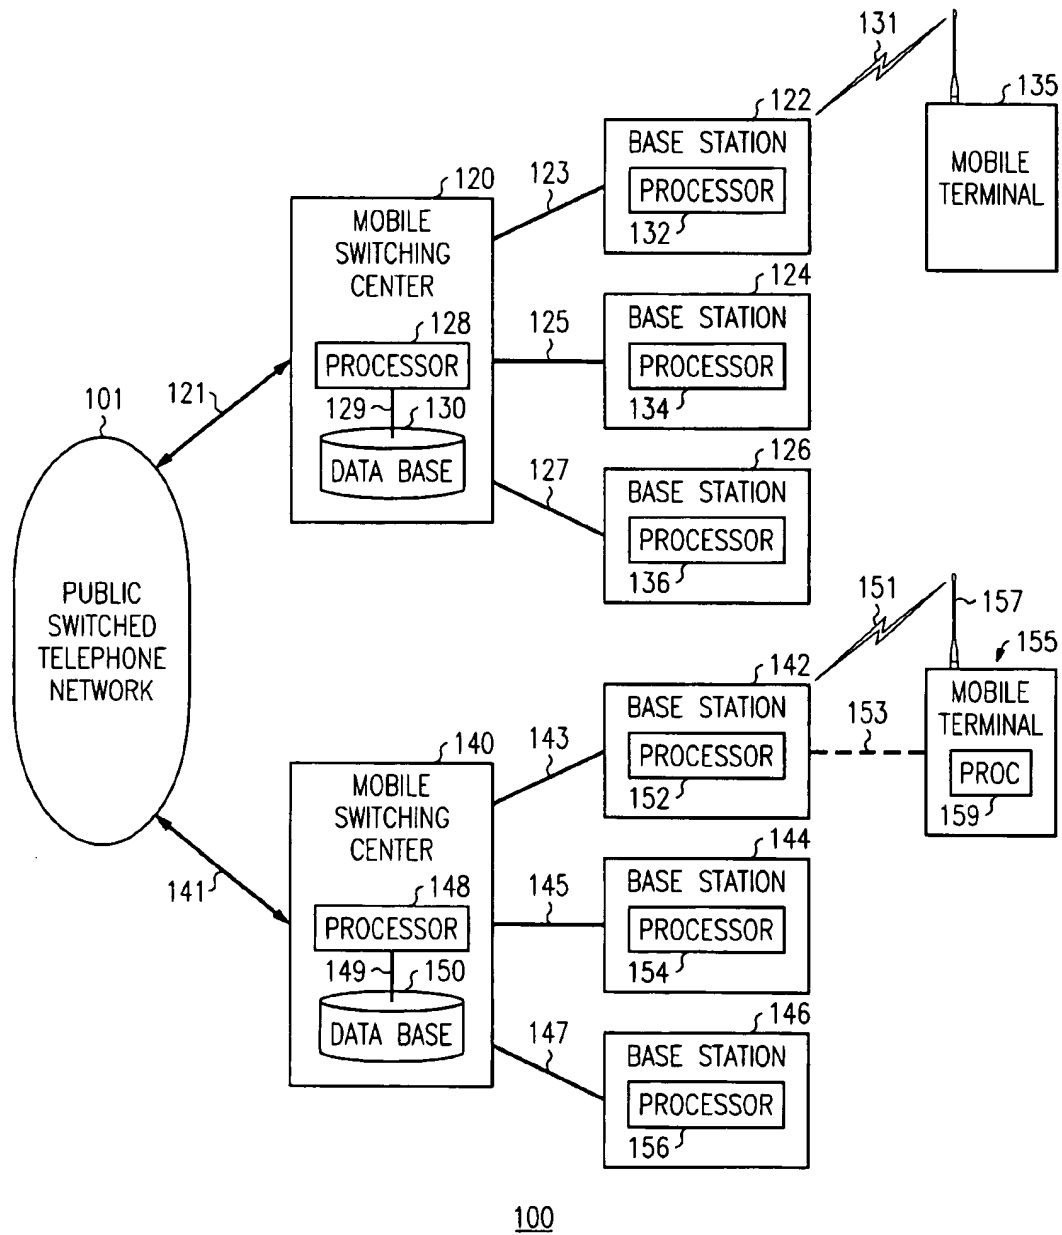 131
135
MOBILE
TERMINAL
122
BASE STATION
PROCESSOR
132
123
120
MOBILE
SWITCHING
CENTER
128
PROCESSOR
129
130
DATA BASE
124
BASE STATION
PROCESSOR
134
125
126
BASE STATION
PROCESSOR
136
127
121
101
PUBLIC
SWITCHED
TELEPHONE
NETWORK
141
151
157
155
MOBILE
TERMINAL
PROC
159
153
142
BASE STATION
PROCESSOR
152
143
140
MOBILE
SWITCHING
CENTER
148
PROCESSOR
149
150
DATA BASE
144
BASE STATION
PROCESSOR
154
145
146
BASE STATION
PROCESSOR
156
147
100